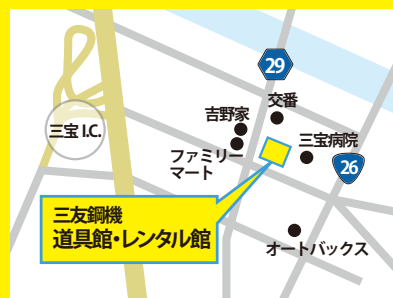 29
交番
吉野家
三宝 I.C.
三宝病院
ファミリー
マート
26
三友鋼機
道具館・レンタル館
オートバックス